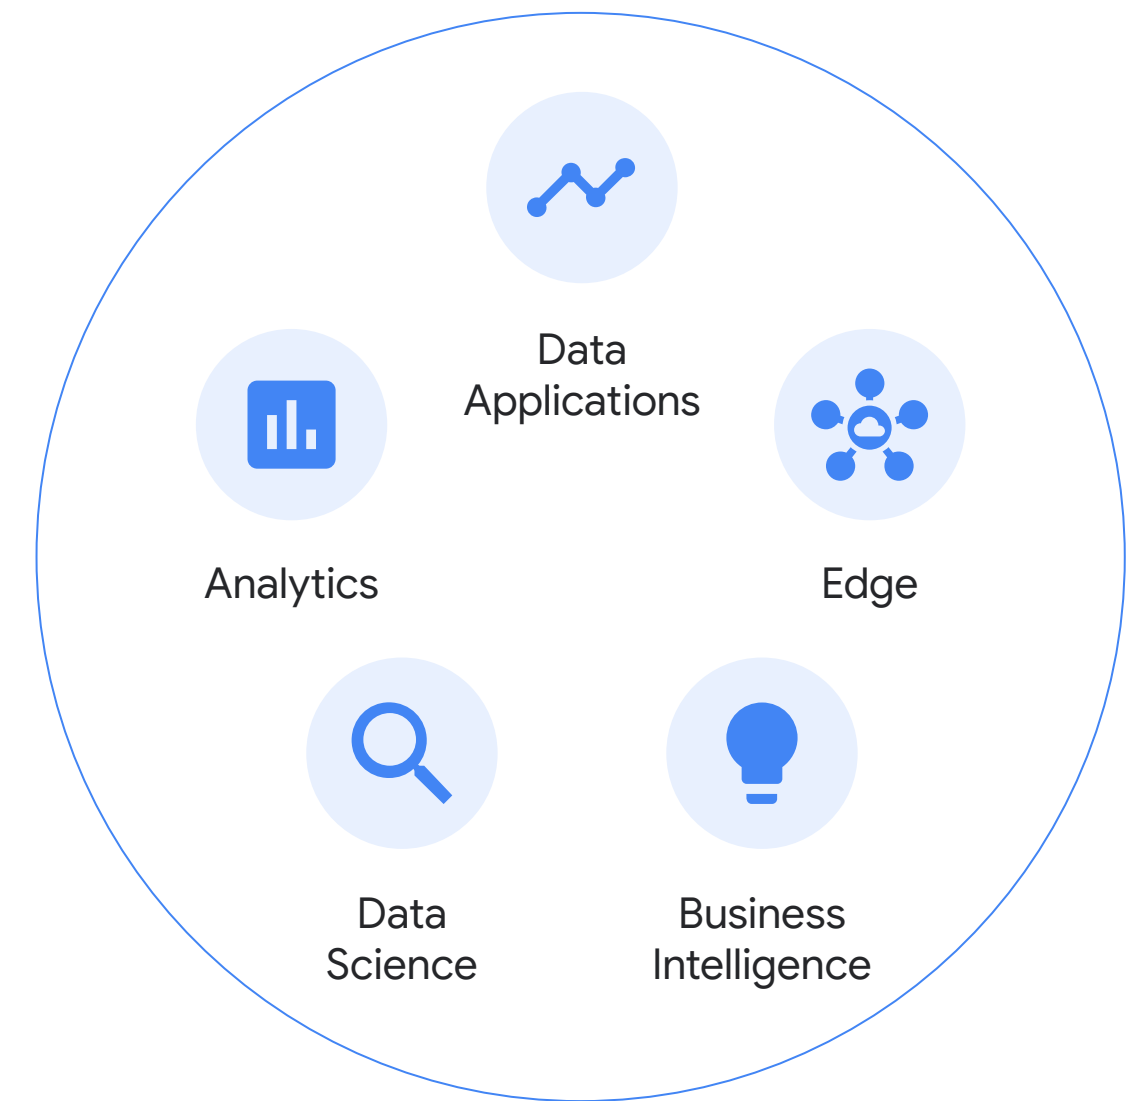 Data
Applications
Analytics
Edge
Data
Science
Business
Intelligence